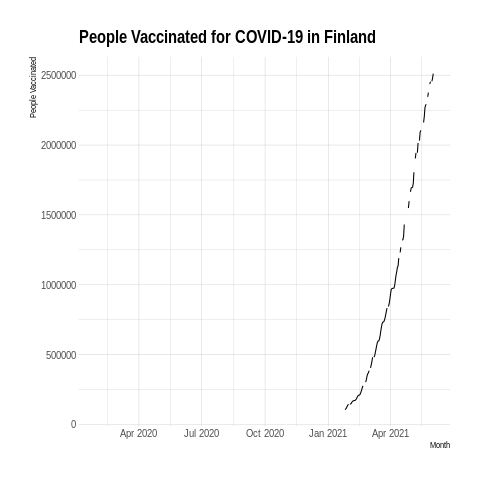 People Vaccinated for COVID-19 in Finland
People Vaccinated
2500000
2000000
1500000
1000000
500000
0
Apr 2020 Jul 2020 Oct 2020 Jan 2021 Apr 2021
Month